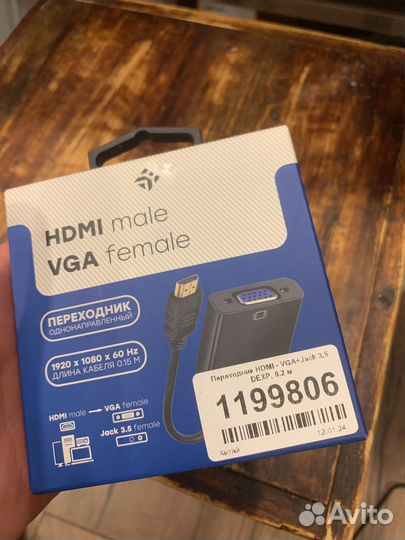 HDMI male
VGA female
ПЕРЕХОДНИК
ОДНОНАПРАВЛЕННЫЙ
1920 x 1080 x 60 Hz
ДЛИНА КАБЕЛЯ 0.15 М
HDMI male
VGA female
Jack 3.5 female
Переходник HDMI - VGA+Jack 3.5
DEXP, 0.2 м
1199806
12.01.24
Китай
Avito